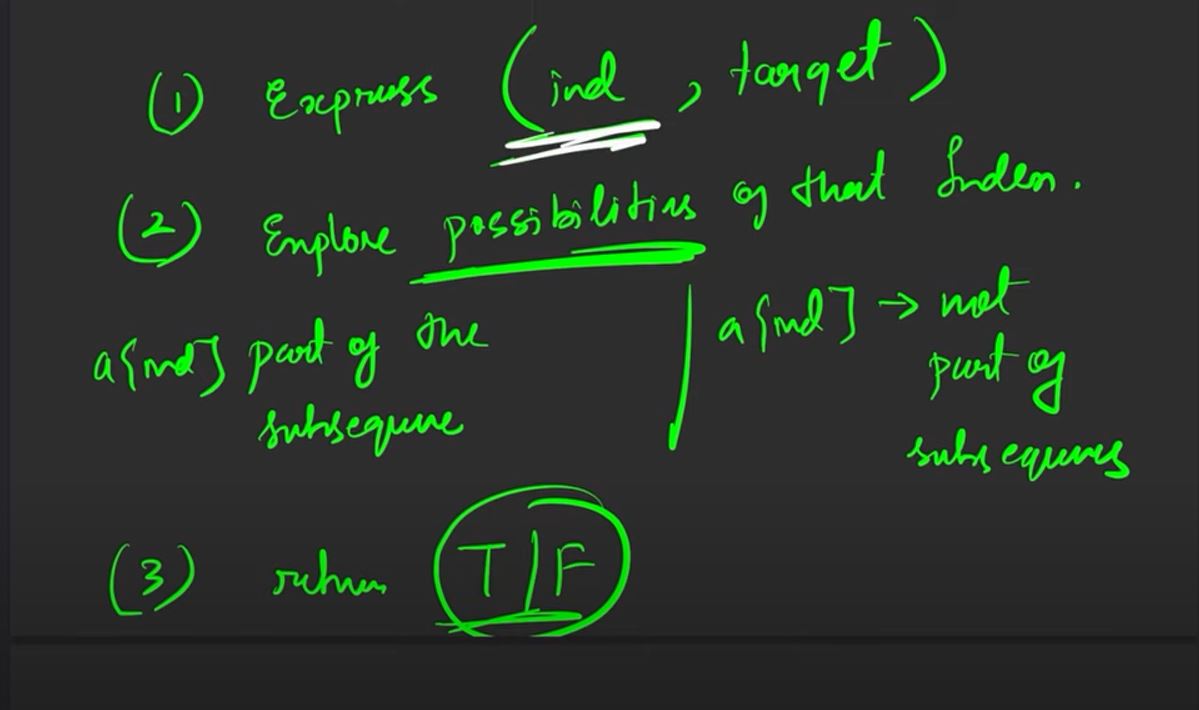 (1) Express (ind, target)
(2) Explore possibilities of that Index.
a[ind] part of the subsequence
a[ind] → not part of subsequences
(3) return (T/F)